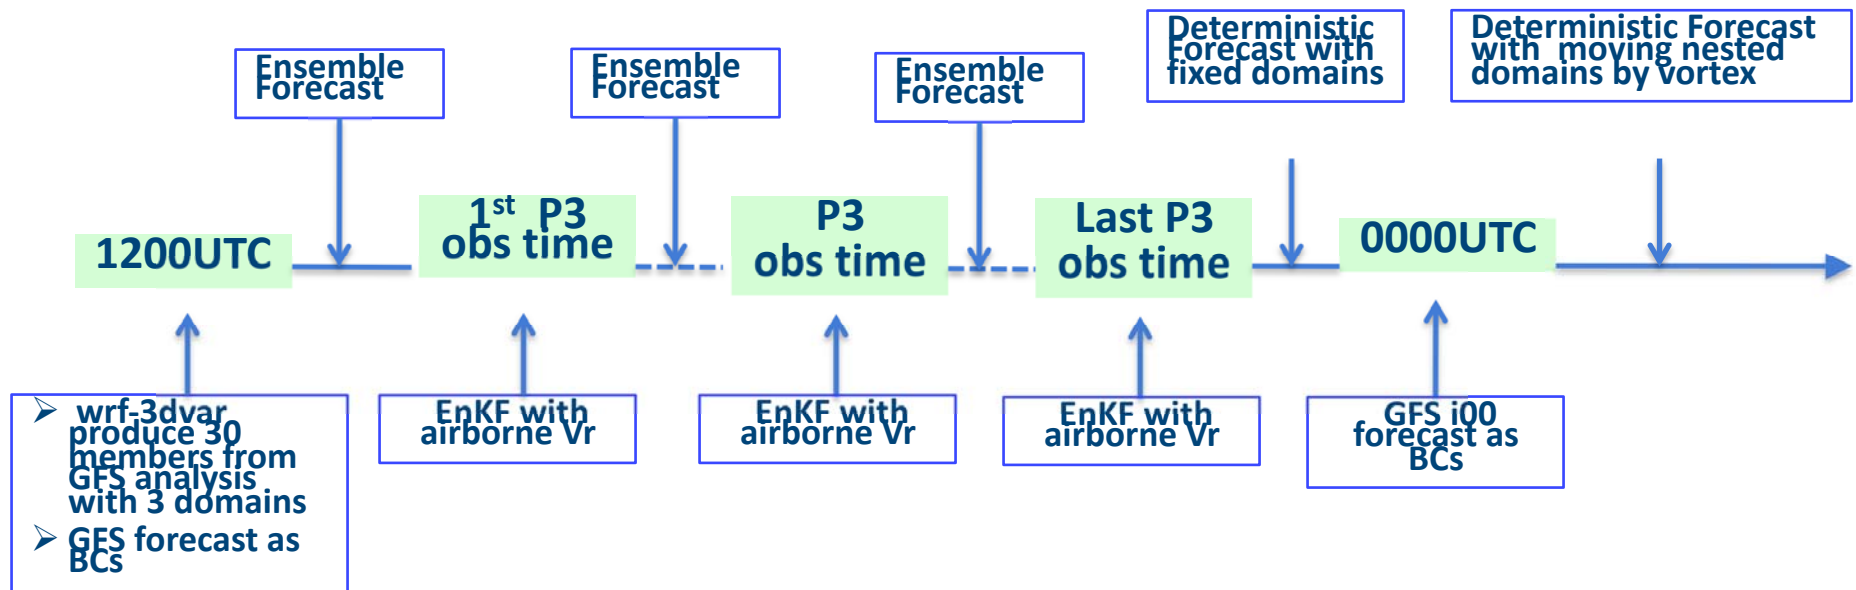 Ensemble
Forecast
Ensemble
Forecast
Ensemble
Forecast
Deterministic
Forecast with
fixed domains
Deterministic Forecast
with moving nested
domains by vortex
1200UTC
1st P3
obs time
P3
obs time
Last P3
obs time
0000UTC
➢ wrf-3dvar
produce 30
members from
GFS analysis
with 3 domains
➢ GFS forecast as
BCs
EnKF with
airborne Vr
EnKF with
airborne Vr
EnKF with
airborne Vr
GFS i00
forecast as
BCs